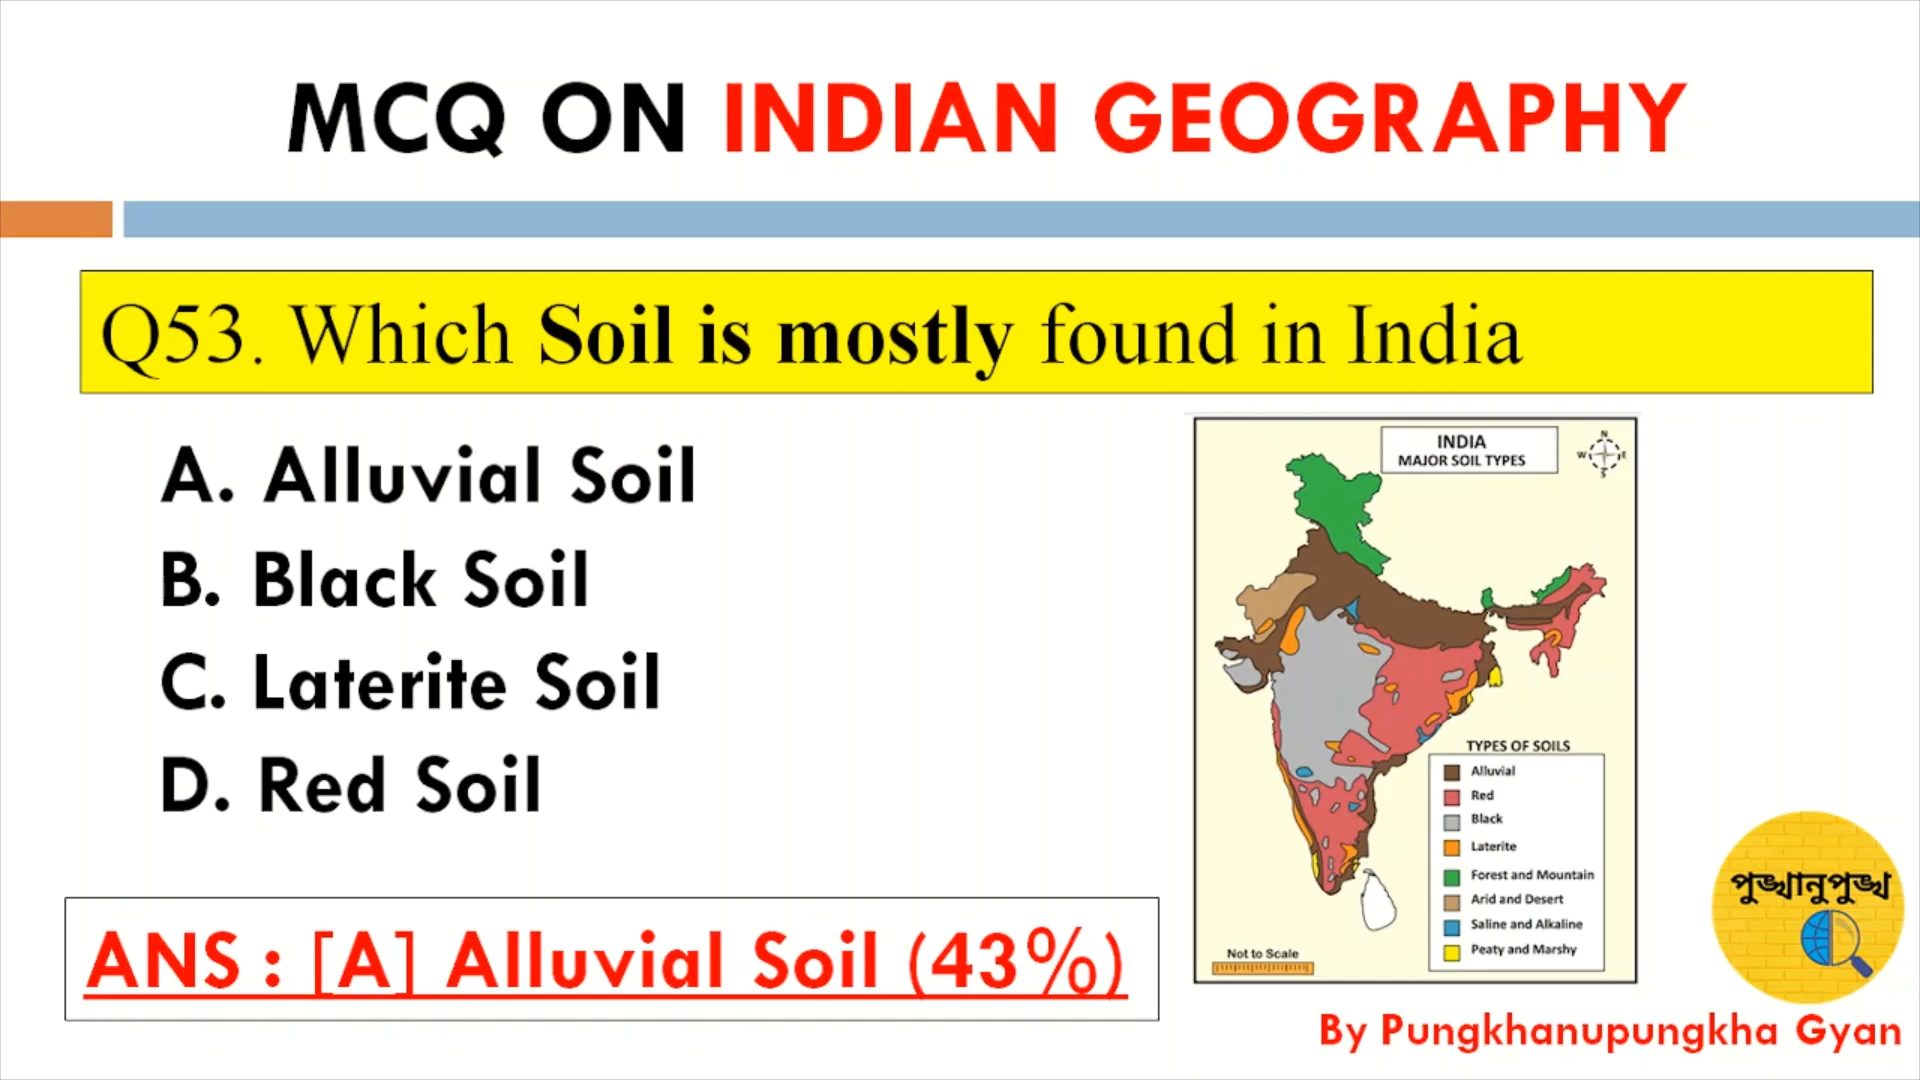 MCQ ON INDIAN GEOGRAPHY
Q53. Which Soil is mostly found in India
A. Alluvial Soil
B. Black Soil
C. Laterite Soil
D. Red Soil
ANS : [A] Alluvial Soil (43%)
INDIA
MAJOR SOIL TYPES
N
W E
S
TYPES OF SOILS
Alluvial
Red
Black
Laterite
Forest and Mountain
Arid and Desert
Saline and Alkaline
Peaty and Marshy
Not to Scale
পুঙ্খানুপুঙ্খ
By Pungkhanupungkha Gyan